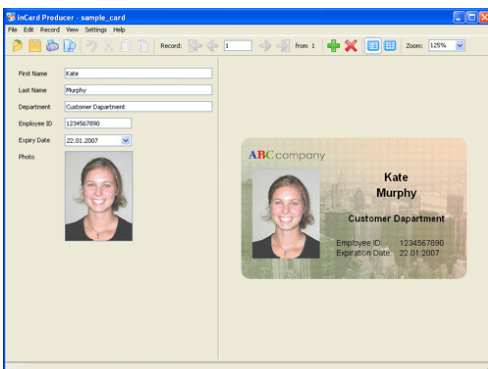 inCard Producer - sample_card
File Edit Record View Settings Help
Record: 1 from 1 Zoom: 125%
First Name Kate
Last Name Murphy
Department Customer Dapartment
Employee ID 1234567890
Expiry Date 22.01.2007
Photo
ABCcompany
Kate
Murphy
Customer Dapartment
Employee ID: 1234567890
Expiration Date: 22.01.2007